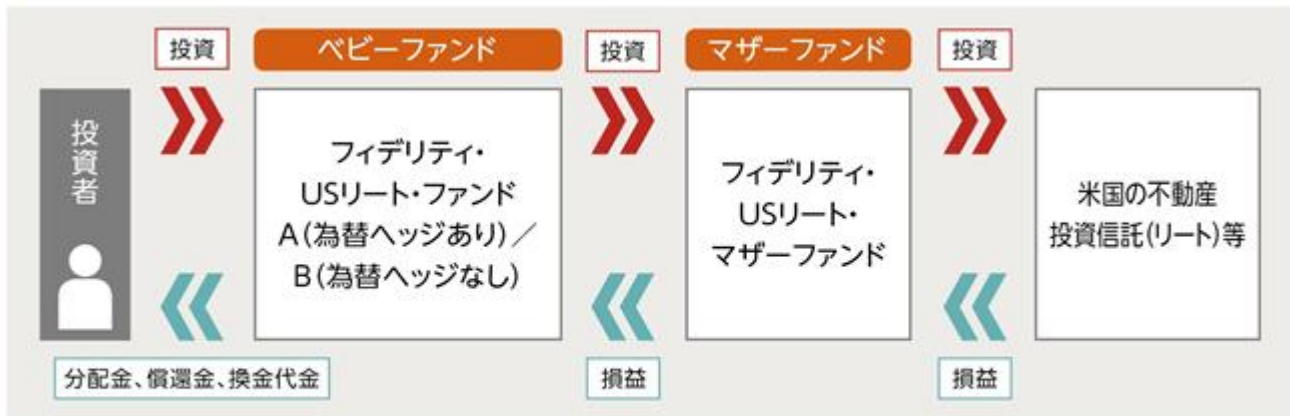 投資
ベビーファンド
投資
マザーファンド
投資
投資者
フィデリティ・
USリート・ファンド
A(為替ヘッジあり)/
B(為替ヘッジなし)
フィデリティ・
USリート・
マザーファンド
米国の不動産
投資信託(リート)等
分配金、償還金、換金代金
損益
損益